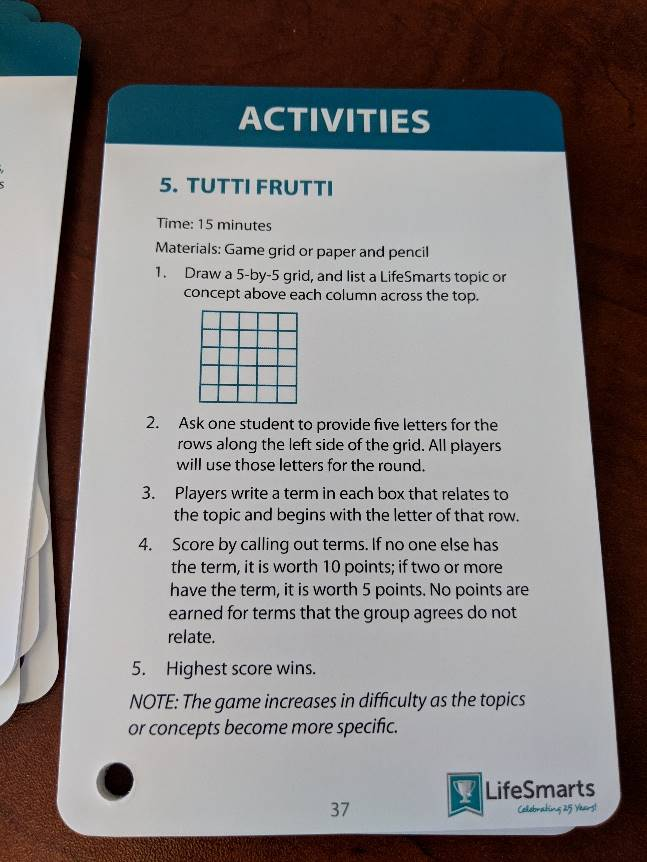 ACTIVITIES
5. TUTTI FRUTTI
Time: 15 minutes
Materials: Game grid or paper and pencil
1. Draw a 5-by-5 grid, and list a LifeSmarts topic or
concept above each column across the top.
2. Ask one student to provide five letters for the
rows along the left side of the grid. All players
will use those letters for the round.
3. Players write a term in each box that relates to
the topic and begins with the letter of that row.
4. Score by calling out terms. If no one else has
the term, it is worth 10 points; if two or more
have the term, it is worth 5 points. No points are
earned for terms that the group agrees do not
relate.
5. Highest score wins.
NOTE: The game increases in difficulty as the topics
or concepts become more specific.
37
LifeSmarts
Celebrating 25 Years!